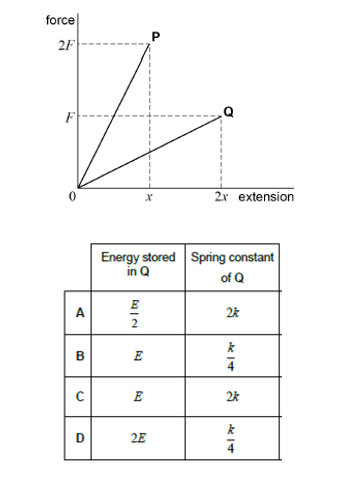 force
2F
P
F
Q
0 x 2x extension
Energy stored in Q Spring constant of Q
A E/2 2k
B E k/4
C E 2k
D 2E k/4